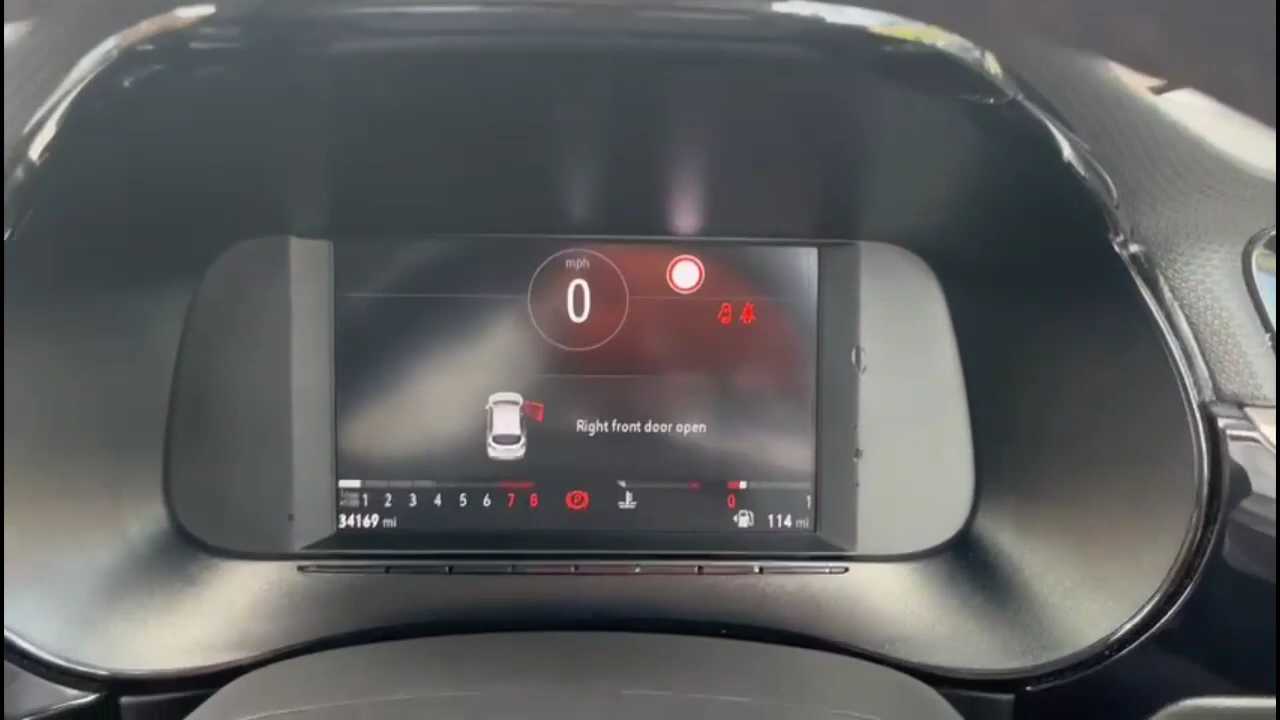 mph
0
Right front door open
1 2 3 4 5 6 7 8 P 0 1
34169 mi 114 mi